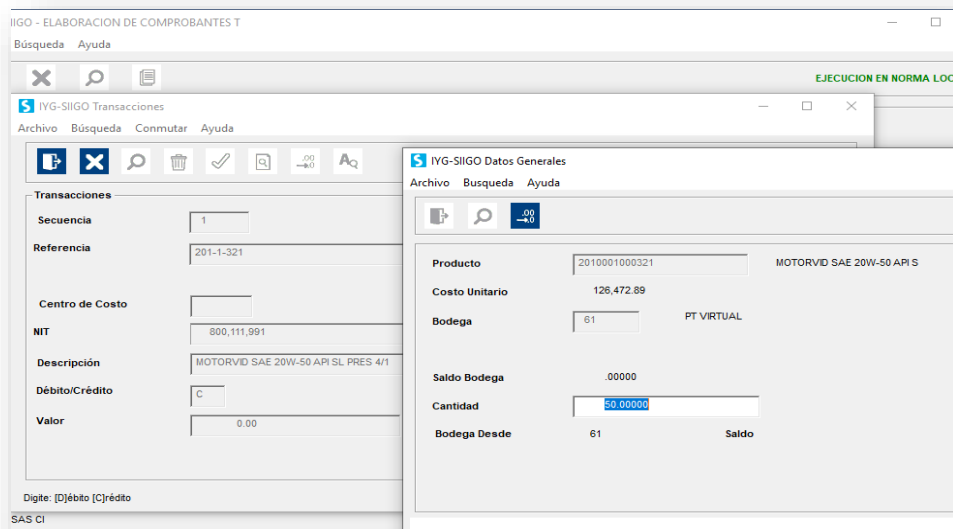 IIGO - ELABORACION DE COMPROBANTES T
Búsqueda Ayuda
EJECUCION EN NORMA LOC
IYG-SIIGO Transacciones
Archivo Búsqueda Conmutar Ayuda
Transacciones
Secuencia 1
Referencia 201-1-321
Centro de Costo
NIT 800,111,991
Descripción MOTORVID SAE 20W-50 API SL PRES 4/1
Débito/Crédito C
Valor 0.00
Digite: [D]ébito [C]rédito
SAS CI
IYG-SIIGO Datos Generales
Archivo Busqueda Ayuda
Producto 2010001000321 MOTORVID SAE 20W-50 API S
Costo Unitario 126,472.89
Bodega 61 PT VIRTUAL
Saldo Bodega .00000
Cantidad 50.00000
Bodega Desde 61 Saldo